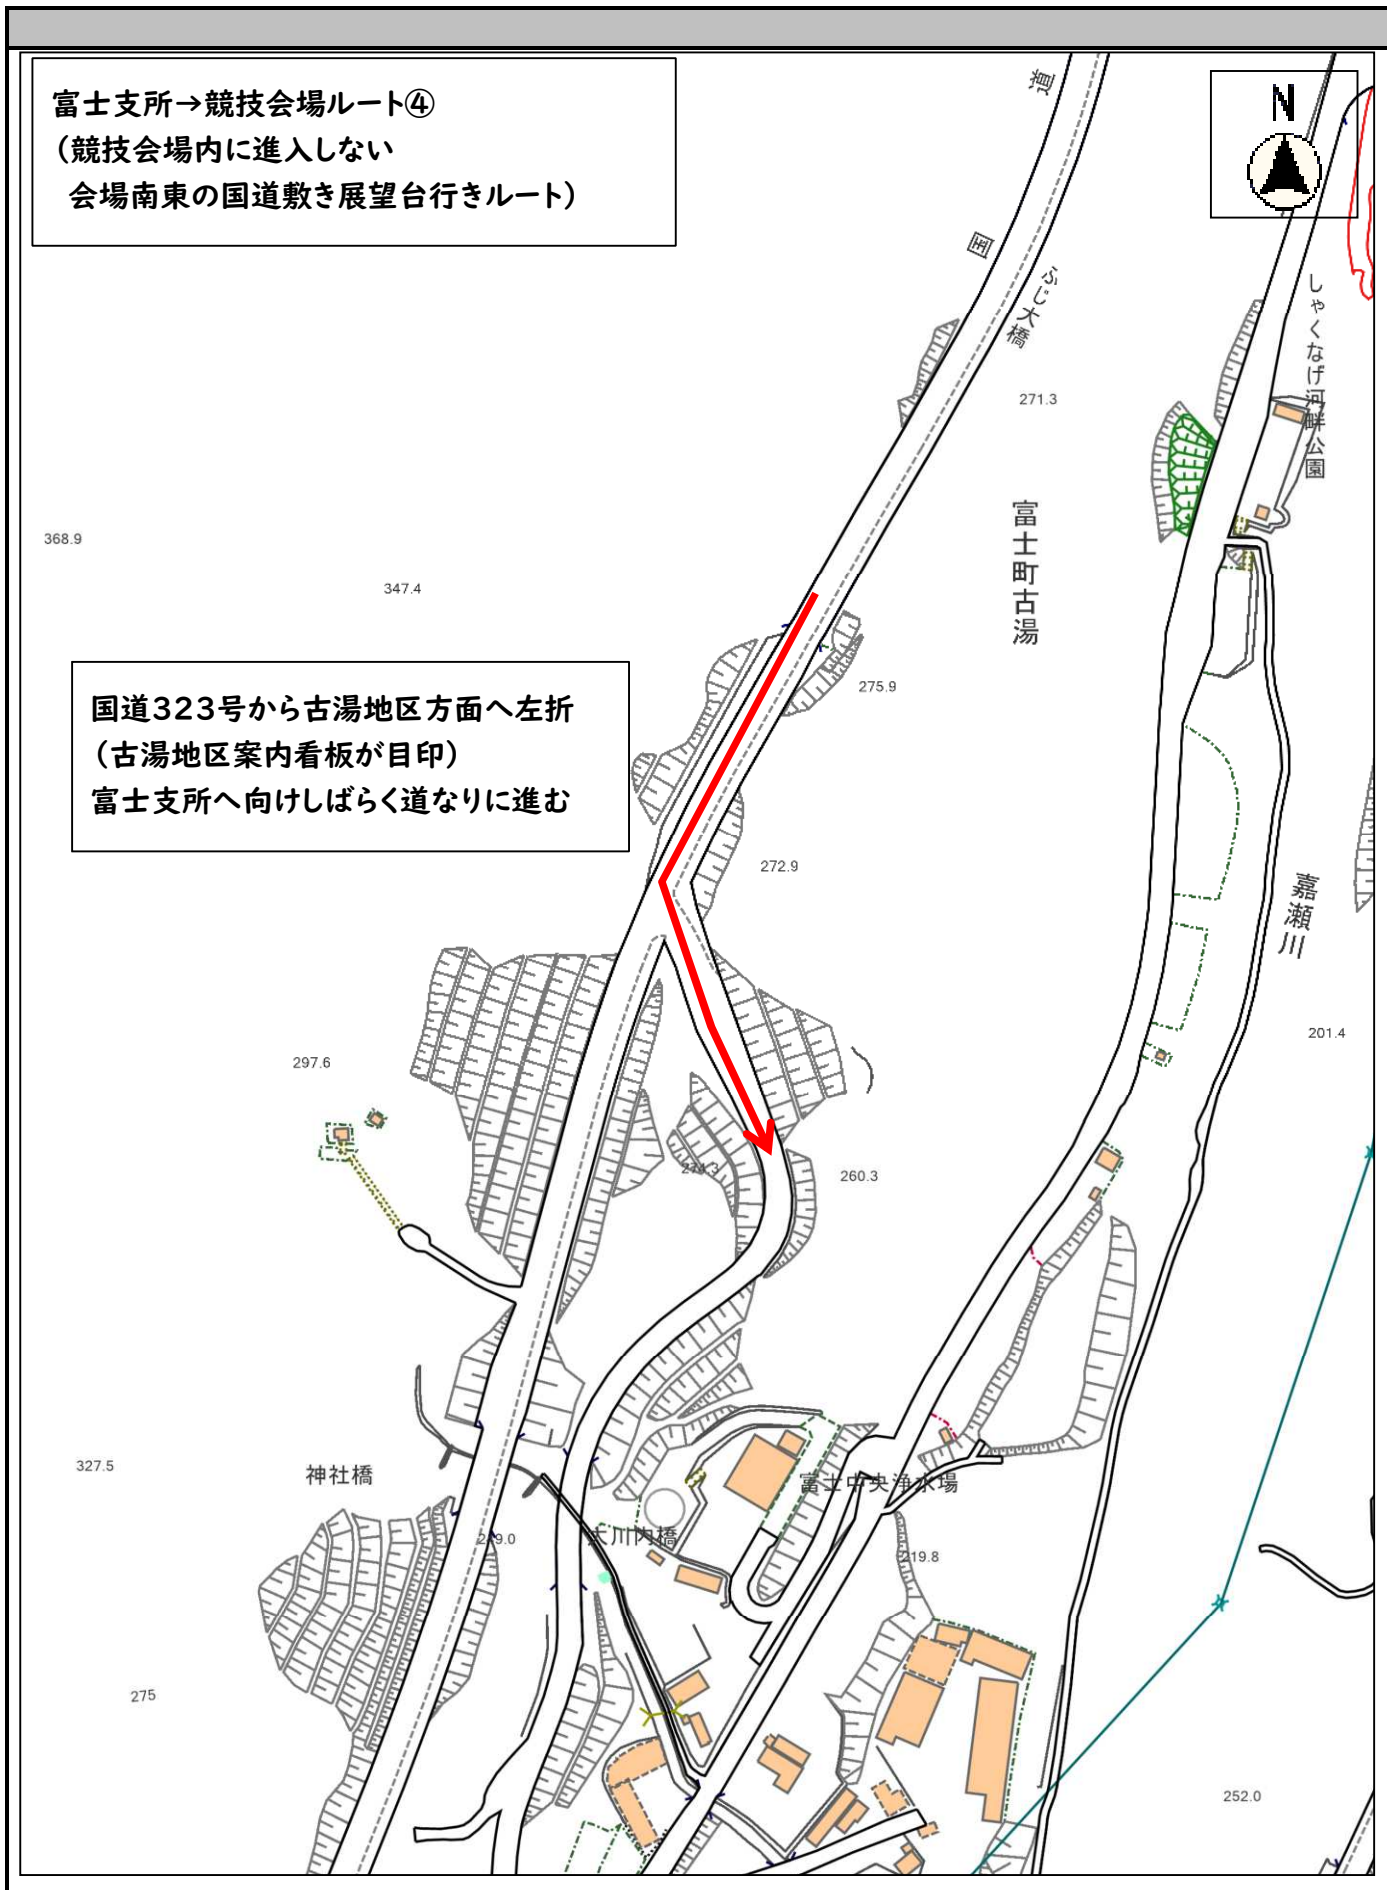 富士支所→競技会場ルート④
(競技会場内に進入しない
会場南東の国道敷き展望台行きルート)
N
道
国
ふじ大橋
しゃくなげ河畔公園
271.3
富士町古湯
368.9
347.4
国道323号から古湯地区方面へ左折
(古湯地区案内看板が目印)
富士支所へ向けしばらく道なりに進む
275.9
272.9
嘉瀬川
201.4
297.6
274.3
260.3
327.5
神社橋
富士中央浄水場
大川内橋
219.8
275
252.0